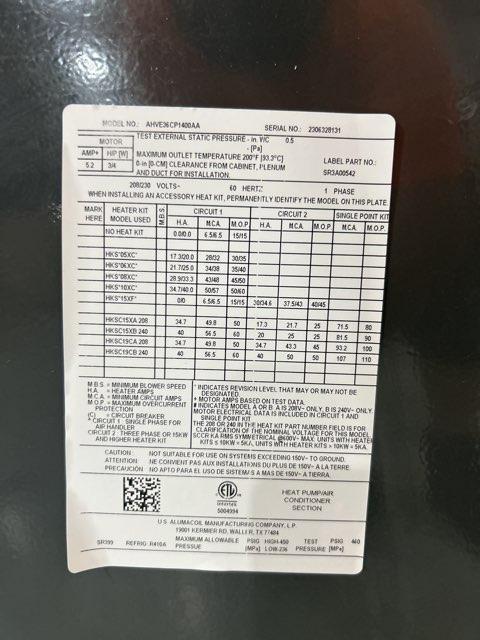 MODEL NO.: AHVE36CP1400AA SERIAL NO.: 2306328131
MOTOR TEST EXTERNAL STATIC PRESSURE - in. WC 0.5
- [Pa]
AMP+ HP [W] MAXIMUM OUTLET TEMPERATURE 200°F [93.3°C] LABEL PART NO.:
5.2 3/4 0-in [0-CM] CLEARANCE FROM CABINET, PLENUM SR3A00542
AND DUCT FOR INSTALLATION.
208/230 VOLTS~ 60 HERTZ 1 PHASE
WHEN INSTALLING AN ACCESSORY HEAT KIT, PERMANENTLY IDENTIFY THE MODEL ON THIS PLATE.
MARK HERE HEATER KIT MODEL USED M.B.S CIRCUIT 1 CIRCUIT 2 SINGLE POINT KIT
H.A. M.C.A. M.O.P. H.A. M.C.A. M.O.P. M.C.A. M.O.P.
NO HEAT KIT 0.0/0.0 6.5/6.5 15/15
HKS*05XC* 17.3/20.0 28/32 30/35
HKS*06XC* 21.7/25.0 34/38 35/40
HKS*08XC* 28.9/33.3 43/48 45/50
HKS*10XC* 34.7/40.0 50/57 50/60
HKS*15XF* 0/0 6.5/6.5 15/15 30/34.6 37.5/43 40/45
HKSC15XA 208 34.7 49.8 50 17.3 21.7 25 71.5 80
HKSC15XB 240 40 56.5 60 20 25 25 81.5 90
HKSC19CA 208 34.7 49.8 50 34.7 43.3 45 93.2 100
HKSC19CB 240 40 56.5 60 40 50 50 107 110
M.B.S. = MINIMUM BLOWER SPEED
H.A. = HEATER AMPS
M.C.A. = MINIMUM CIRCUIT AMPS
M.O.P. = MAXIMUM OVERCURRENT
PROTECTION
(C) = CIRCUIT BREAKER
* CIRCUIT 1: SINGLE PHASE FOR
AIR HANDLER
CIRCUIT 2: THREE PHASE OR 15KW
AND HIGHER HEATER KIT
* INDICATES REVISION LEVEL THAT MAY OR MAY NOT BE
DESIGNATED.
+ MOTOR AMPS BASED ON TEST DATA.
# INDICATES MODEL A OR B. A IS 208V~ ONLY, B IS 240V~ ONLY.
MOTOR ELECTRICAL DATA IS INCLUDED IN CIRCUIT 1 AND
SINGLE POINT KIT
THE 208 OR 240 IN THE HEAT KIT PART NUMBER FIELD IS FOR
CLARIFICATION OF THE NOMINAL VOLTAGE FOR THIS MODEL
SCCR KA RMS SYMMETRICAL @600V~ MAX. UNITS WITH HEATER
KITS ≤ 10KW = 5KA, UNITS WITH HEATER KITS > 10KW = 5KA.
CAUTION: NOT SUITABLE FOR USE ON SYSTEMS EXCEEDING 150V~ TO GROUND.
ATTENTION: NE CONVIENT PAS AUX INSTALLATIONS DU PLUS DE 150V~ A LA TERRE.
PRECAUCIÓN: NO APTO PARA EL USO DE SISTEMAS A MAS DE 150V~ A TIERRA.
ETL
Intertek
5004994
HEAT PUMP/AIR
CONDITIONER
SECTION
U.S. ALUMACOIL MANUFACTURING COMPANY, L.P.
19001 KERMIER RD, WALLER, TX 77484
SR399 REFRIG. R410A MAXIMUM ALLOWABLE PSIG HIGH-450 TEST PSIG 460
PRESSUE [MPa] LOW-236 PRESSURE [MPa]